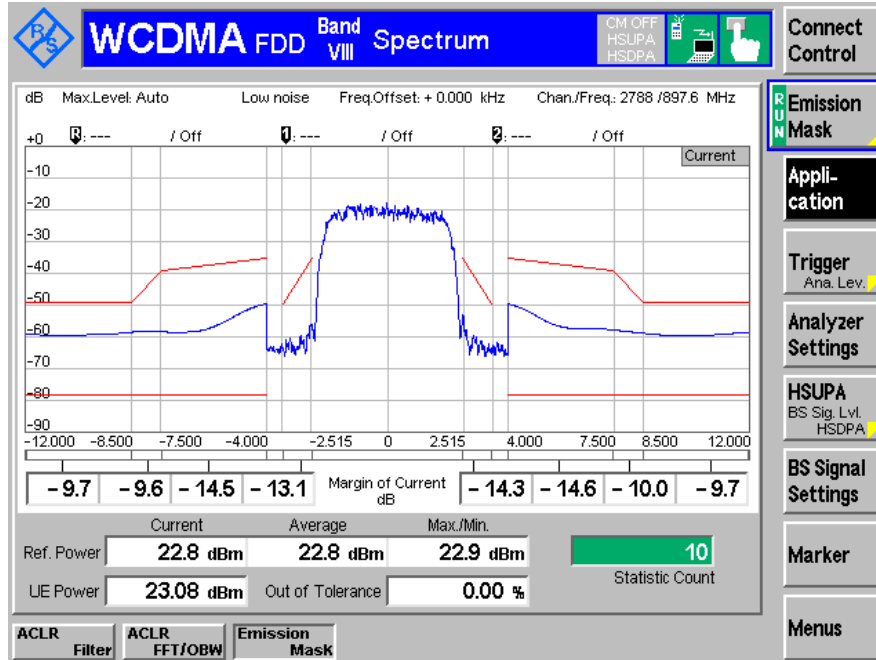 R&S
WCDMA FDD Band VIII Spectrum
CM OFF
HSUPA
HSDPA
Connect Control
dB Max.Level: Auto Low noise Freq.Offset: + 0.000 kHz Chan./Freq.: 2788 /897.6 MHz
R: --- / Off 1: --- / Off 2: --- / Off
Current
+0
-10
-20
-30
-40
-50
-60
-70
-80
-90
-12.000 -8.500 -7.500 -4.000 -2.515 0 2.515 4.000 7.500 8.500 12.000
- 9.7 - 9.6 - 14.5 - 13.1 Margin of Current dB - 14.3 - 14.6 - 10.0 - 9.7
Current Average Max./Min.
Ref. Power 22.8 dBm 22.8 dBm 22.9 dBm 10
Statistic Count
UE Power 23.08 dBm Out of Tolerance 0.00 %
ACLR Filter
ACLR FFT/OBW
Emission Mask
RUN
Emission Mask
Appli-
cation
Trigger
Ana. Lev.
Analyzer
Settings
HSUPA
BS Sig. Lvl.
HSDPA
BS Signal
Settings
Marker
Menus